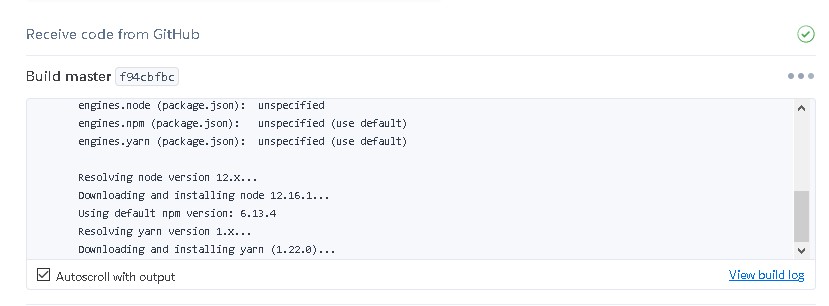 Receive code from GitHub
Build master f94cbfbc
engines.node (package.json):  unspecified
engines.npm (package.json):   unspecified (use default)
engines.yarn (package.json):  unspecified (use default)
Resolving node version 12.x...
Downloading and installing node 12.16.1...
Using default npm version: 6.13.4
Resolving yarn version 1.x...
Downloading and installing yarn (1.22.0)...
Autoscroll with output
View build log